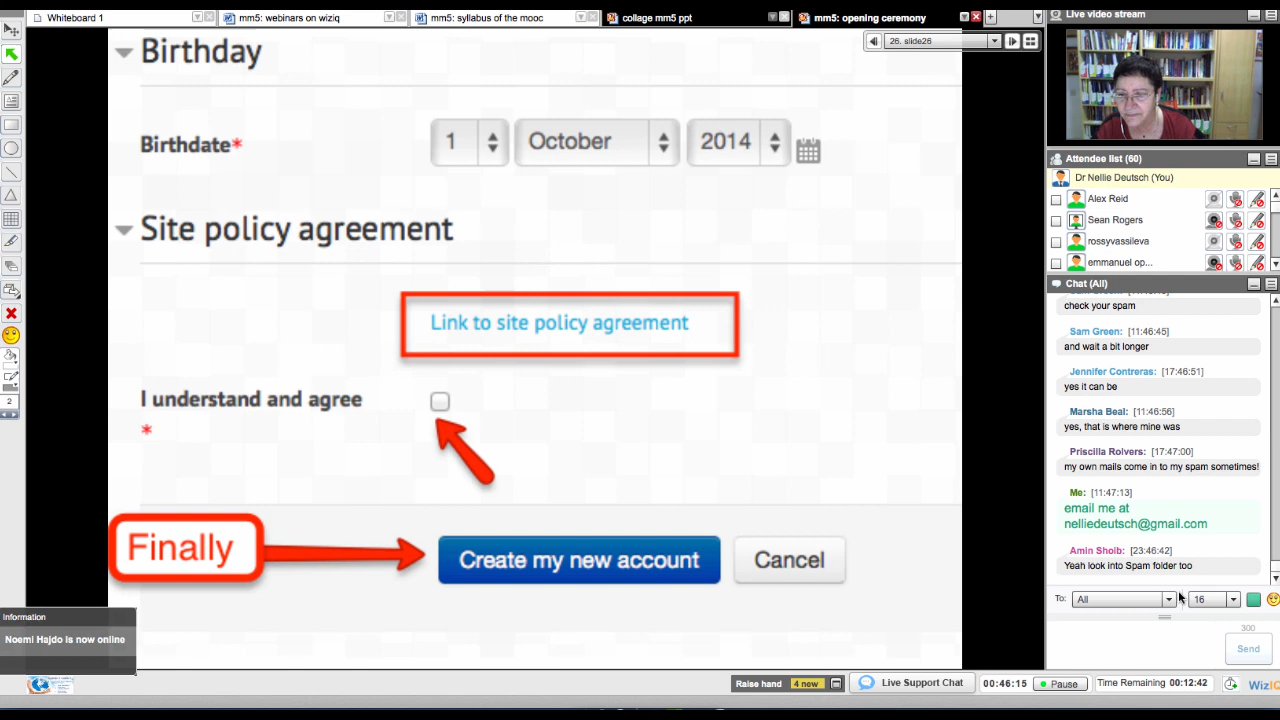 Whiteboard 1
mm5: webinars on wiziq
mm5: syllabus of the mooc
collage mm5 ppt
mm5: opening ceremony
26. slide26
Birthday
Birthdate*
1
October
2014
Site policy agreement
Link to site policy agreement
I understand and agree
*
Finally
Create my new account
Cancel
2
Information
Noemi Hajdo is now online
Live video stream
Attendee list (60)
Dr Nellie Deutsch (You)
Alex Reid
Sean Rogers
rossyvassileva
emmanuel op...
Chat (All)
check your spam
Sam Green: [11:46:45]
and wait a bit longer
Jennifer Contreras: [17:46:51]
yes it can be
Marsha Beal: [11:46:56]
yes, that is where mine was
Priscilla Rolvers: [17:47:00]
my own mails come in to my spam sometimes!
Me: [11:47:13]
email me at
nelliedeutsch@gmail.com
Amin Shoib: [23:46:42]
Yeah look into Spam folder too
To:
All
16
300
Send
Raise hand
4 new
Live Support Chat
00:46:15
Pause
Time Remaining 00:12:42
WizIQ